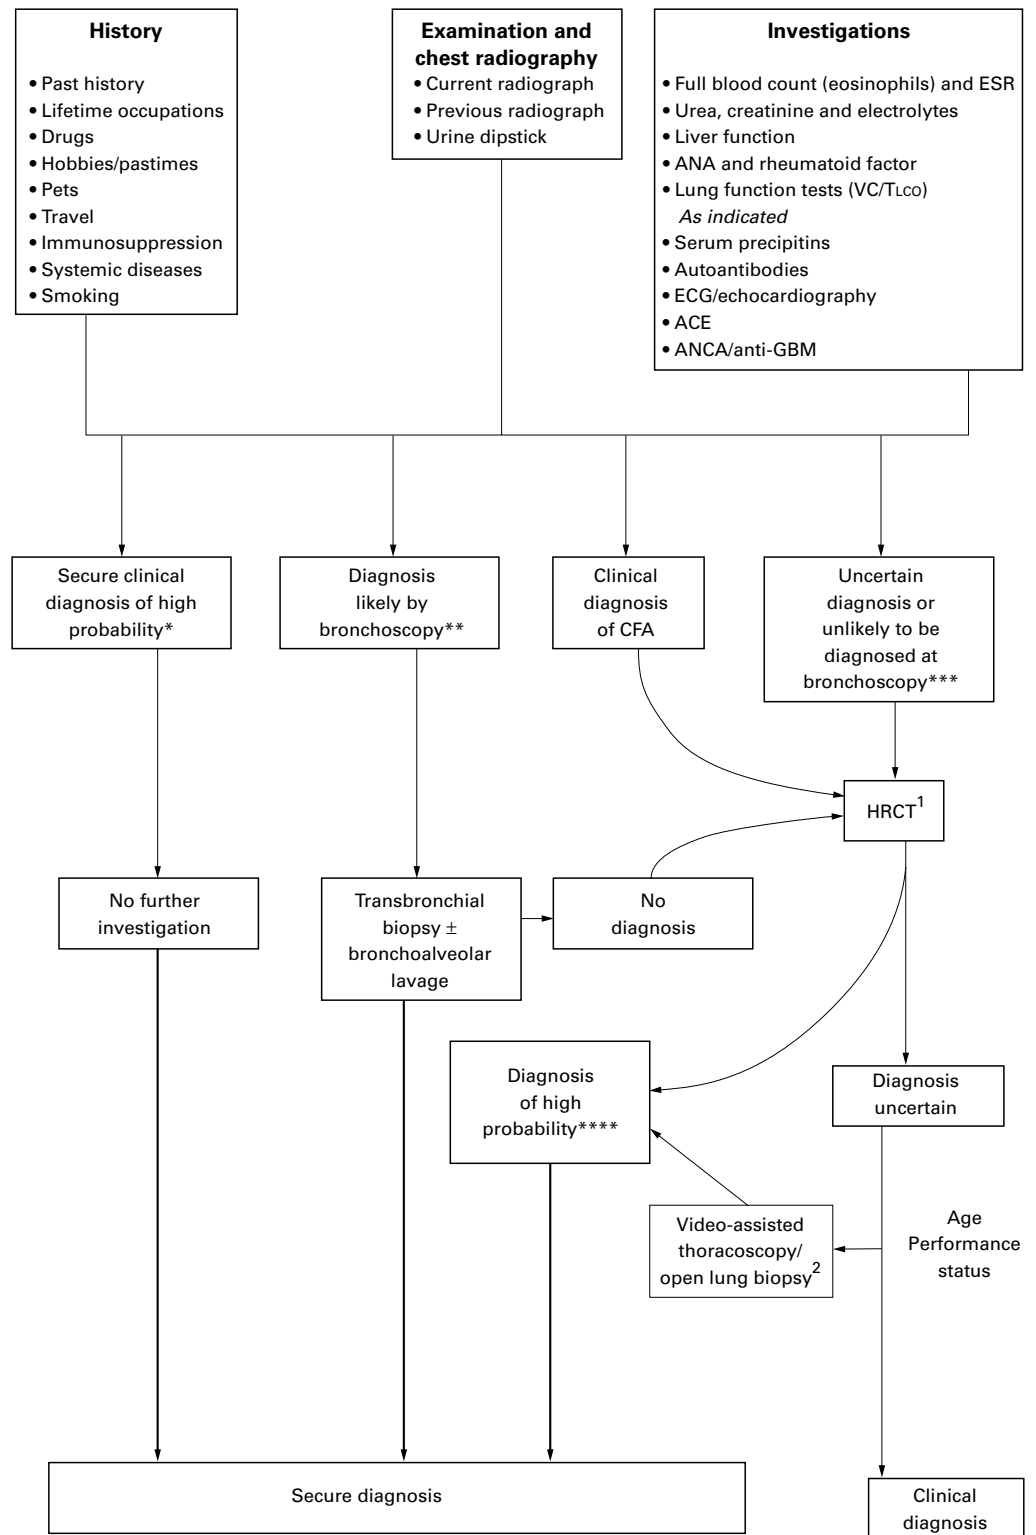 History
• Past history
• Lifetime occupations
• Drugs
• Hobbies/pastimes
• Pets
• Travel
• Immunosuppression
• Systemic diseases
• Smoking
Examination and
chest radiography
• Current radiograph
• Previous radiograph
• Urine dipstick
Investigations
• Full blood count (eosinophils) and ESR
• Urea, creatinine and electrolytes
• Liver function
• ANA and rheumatoid factor
• Lung function tests (VC/TLCO)
As indicated
• Serum precipitins
• Autoantibodies
• ECG/echocardiography
• ACE
• ANCA/anti-GBM
Secure clinical
diagnosis of high
probability*
Diagnosis
likely by
bronchoscopy**
Clinical
diagnosis
of CFA
Uncertain
diagnosis or
unlikely to be
diagnosed at
bronchoscopy***
HRCT1
No further
investigation
Transbronchial
biopsy ±
bronchoalveolar
lavage
No
diagnosis
Diagnosis
of high
probability****
Diagnosis
uncertain
Video-assisted
thoracoscopy/
open lung biopsy2
Age
Performance
status
Secure diagnosis
Clinical
diagnosis